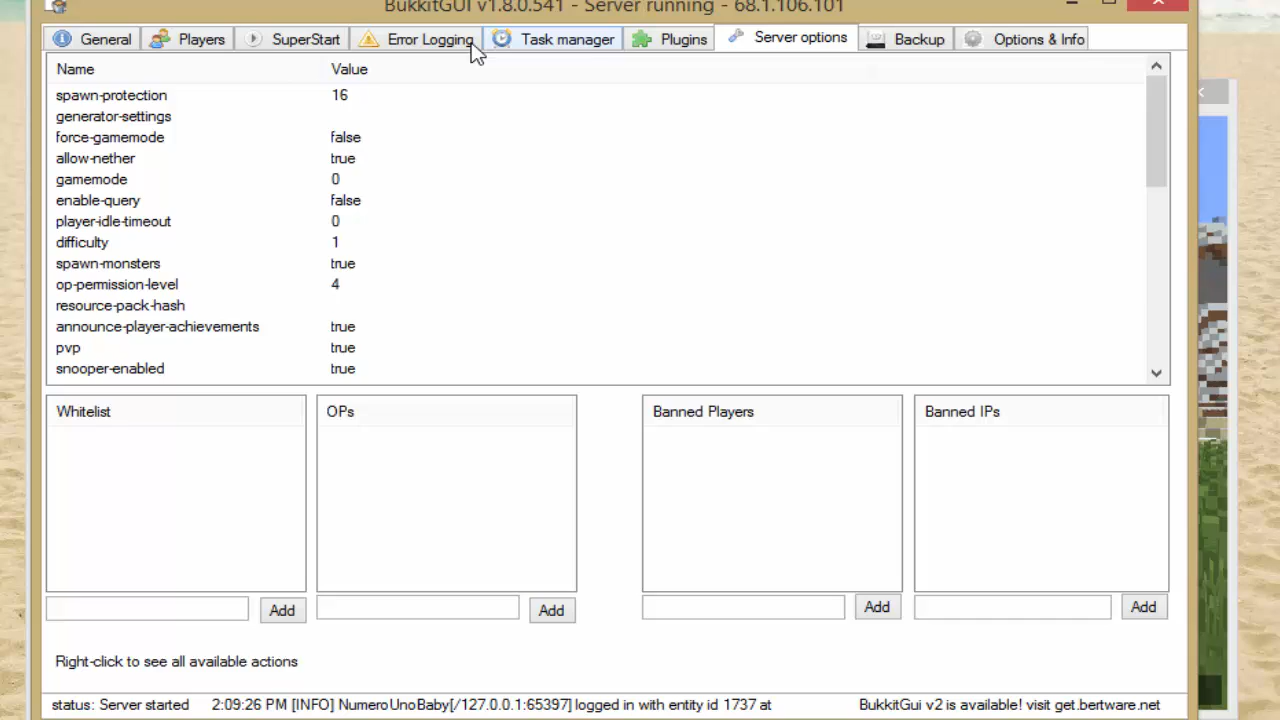 BukkitGUI v1.8.0.541 - Server running - 68.1.106.101
General Players SuperStart Error Logging Task manager Plugins Server options Backup Options & Info
Name Value
spawn-protection 16
generator-settings
force-gamemode false
allow-nether true
gamemode 0
enable-query false
player-idle-timeout 0
difficulty 1
spawn-monsters true
op-permission-level 4
resource-pack-hash
announce-player-achievements true
pvp true
snooper-enabled true
Whitelist OPs Banned Players Banned IPs
Add Add Add Add
Right-click to see all available actions
status: Server started 2:09:26 PM [INFO] NumeroUnoBaby[/127.0.0.1:65397] logged in with entity id 1737 at BukkitGui v2 is available! visit get.bertware.net